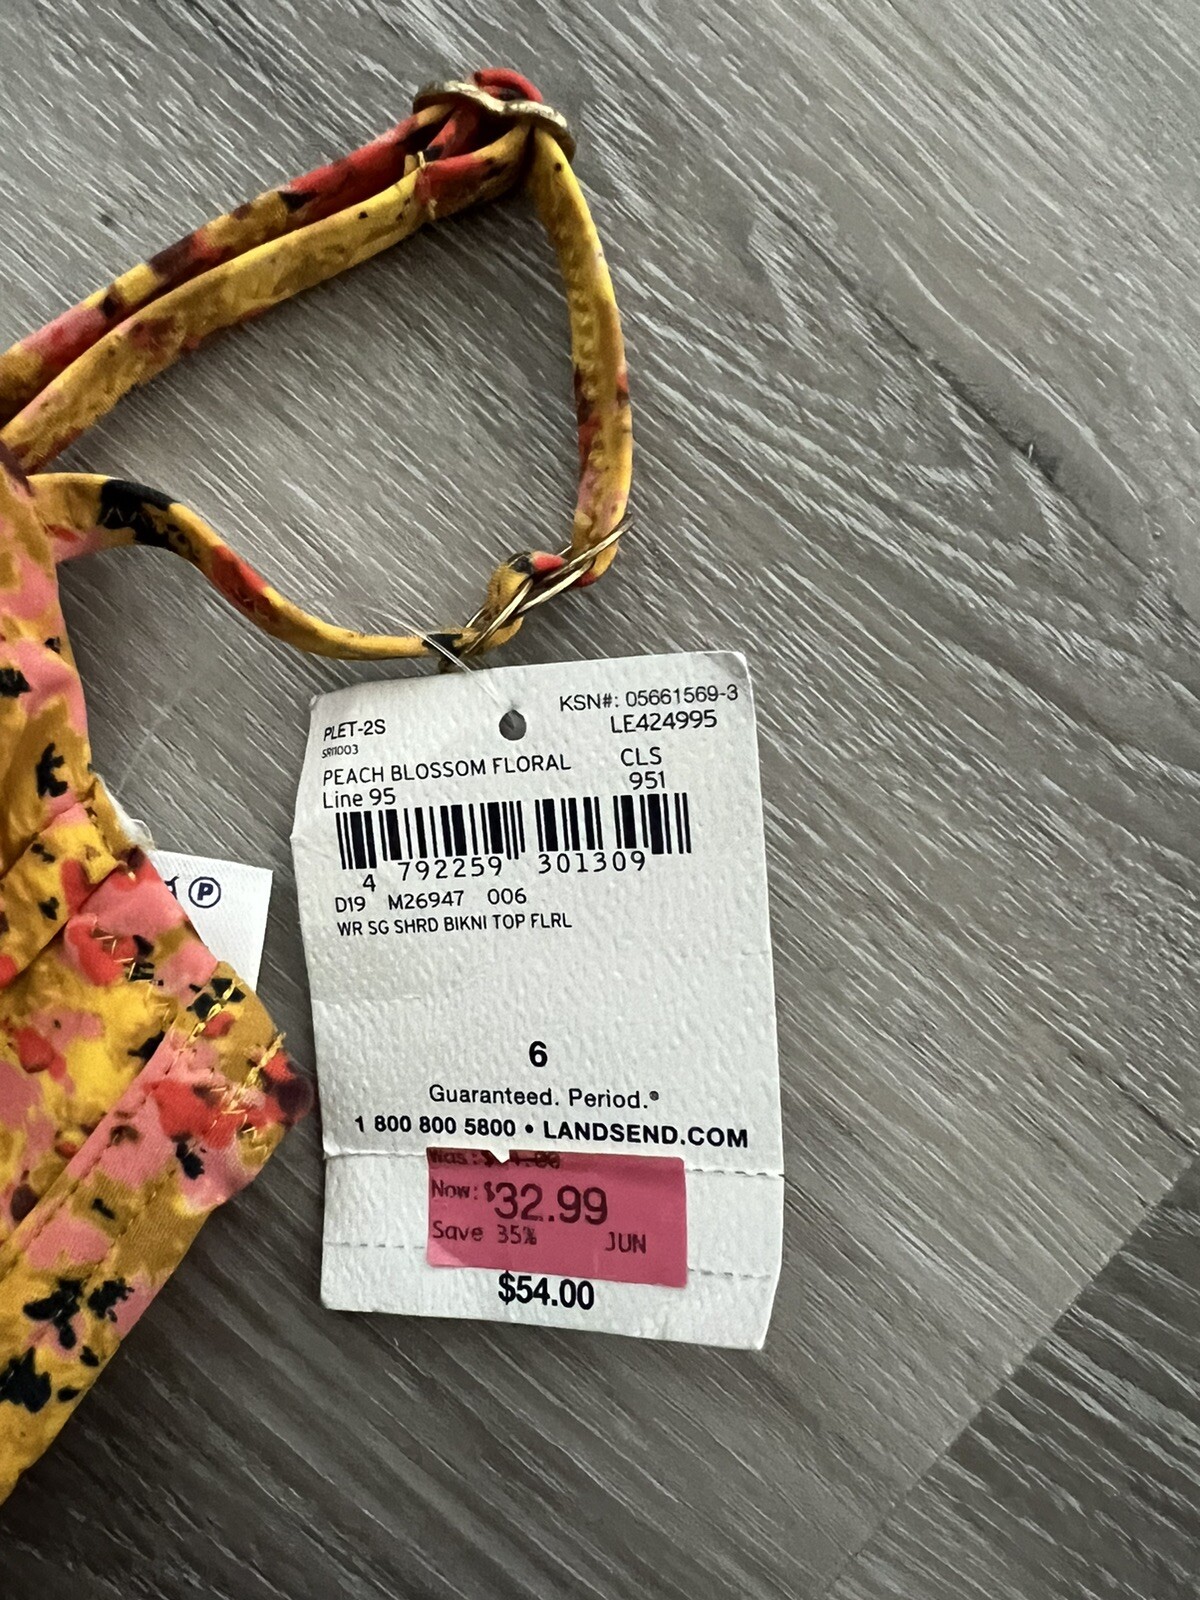 KSN#: 05661569-3
PLET-2S LE424995
SRI1003
PEACH BLOSSOM FLORAL CLS
Line 95 951
4 792259 301309
D19 M26947 006
WR SG SHRD BIKNI TOP FLRL
P
6
Guaranteed. Period.®
1 800 800 5800 • LANDSEND.COM
Was:
Now: $32.99
Save 35% JUN
$54.00